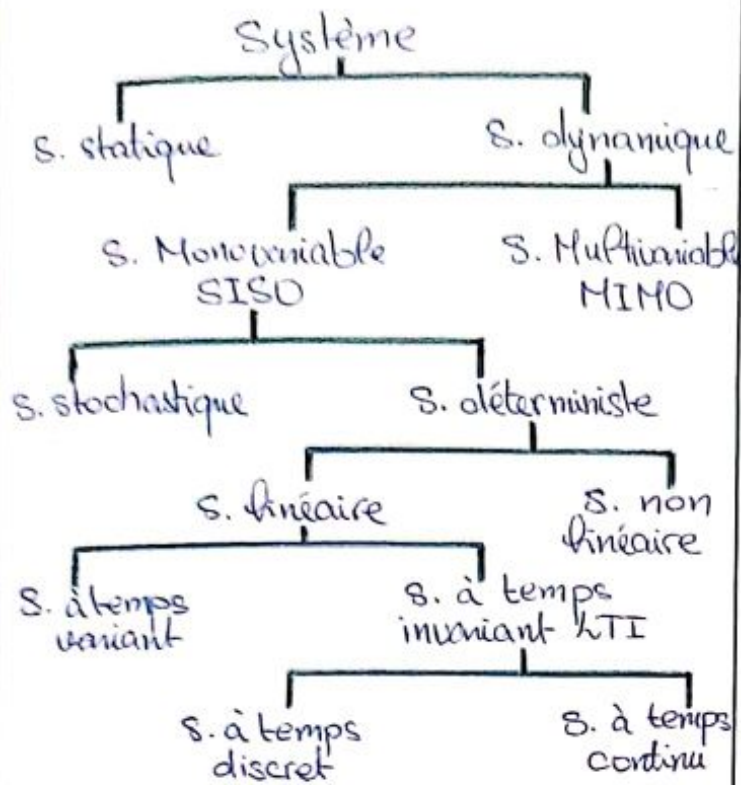 Système
S. statique
S. dynamique
S. Monovariable
SISO
S. Multivariable
MIMO
S. stochastique
S. déterministe
S. linéaire
S. non
linéaire
S. à temps
variant
S. à temps
invariant LTI
S. à temps
discret
S. à temps
continu